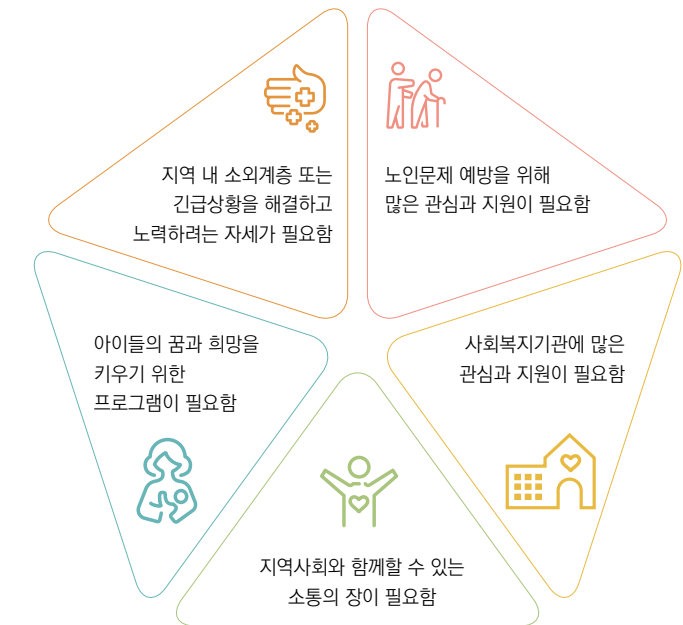 지역 내 소외계층 또는
긴급상황을 해결하고
노력하려는 자세가 필요함
노인문제 예방을 위해
많은 관심과 지원이 필요함
아이들의 꿈과 희망을
키우기 위한
프로그램이 필요함
사회복지기관에 많은
관심과 지원이 필요함
지역사회와 함께할 수 있는
소통의 장이 필요함